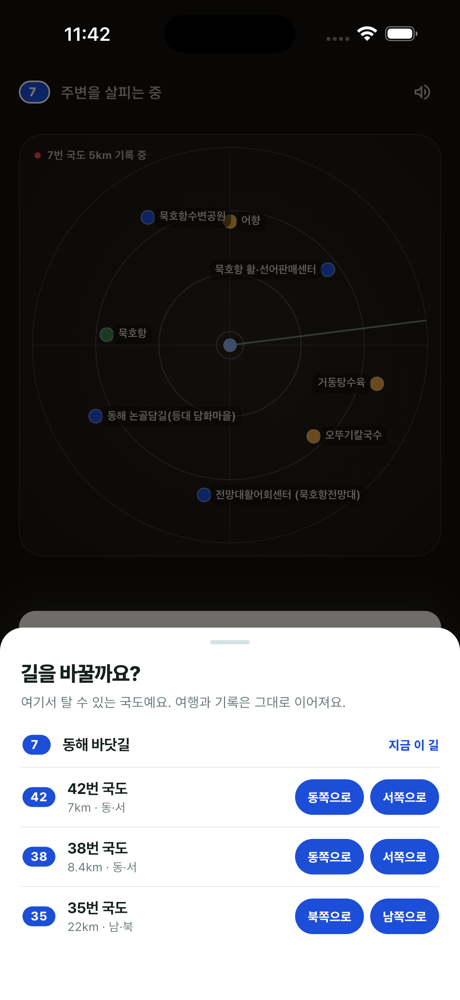 11:42
7 주변을 살피는 중
7번 국도 5km 기록 중
묵호항수변공원 어향
묵호항 활·선어판매센터
묵호항
거동탕수육
동해 논골담길(등대 담화마을)
오뚜기칼국수
전망대활어회센터 (묵호항전망대)
길을 바꿀까요?
여기서 탈 수 있는 국도예요. 여행과 기록은 그대로 이어져요.
7 동해 바닷길 지금 이 길
42 42번 국도 동쪽으로 서쪽으로
7km · 동·서
38 38번 국도 동쪽으로 서쪽으로
8.4km · 동·서
35 35번 국도 북쪽으로 남쪽으로
22km · 남·북